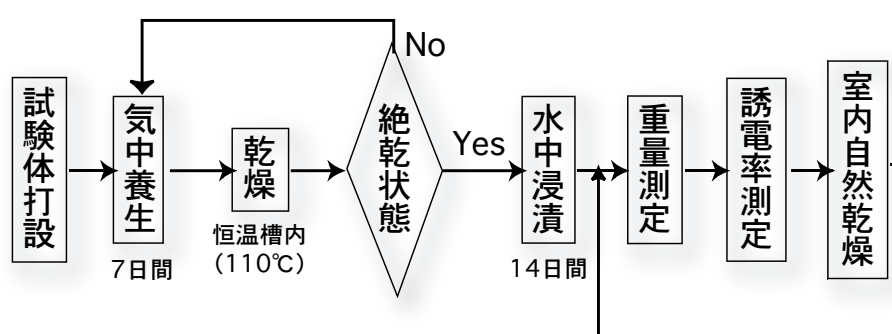 試験体打設
気中養生
7日間
乾燥
恒温槽内
(110℃)
絶乾状態
No
Yes
水中浸漬
14日間
重量測定
誘電率測定
室内自然乾燥